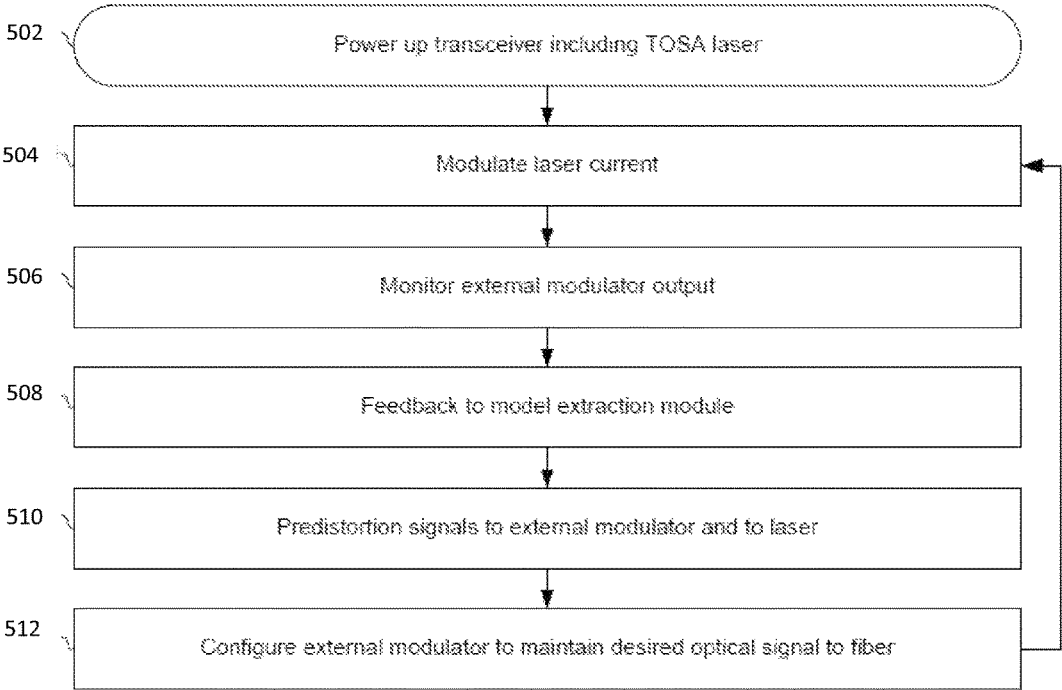 502
Power up transceiver including TOSA laser
504
Modulate laser current
506
Monitor external modulator output
508
Feedback to model extraction module
510
Predistortion signals to external modulator and to laser
512
Configure external modulator to maintain desired optical signal to fiber